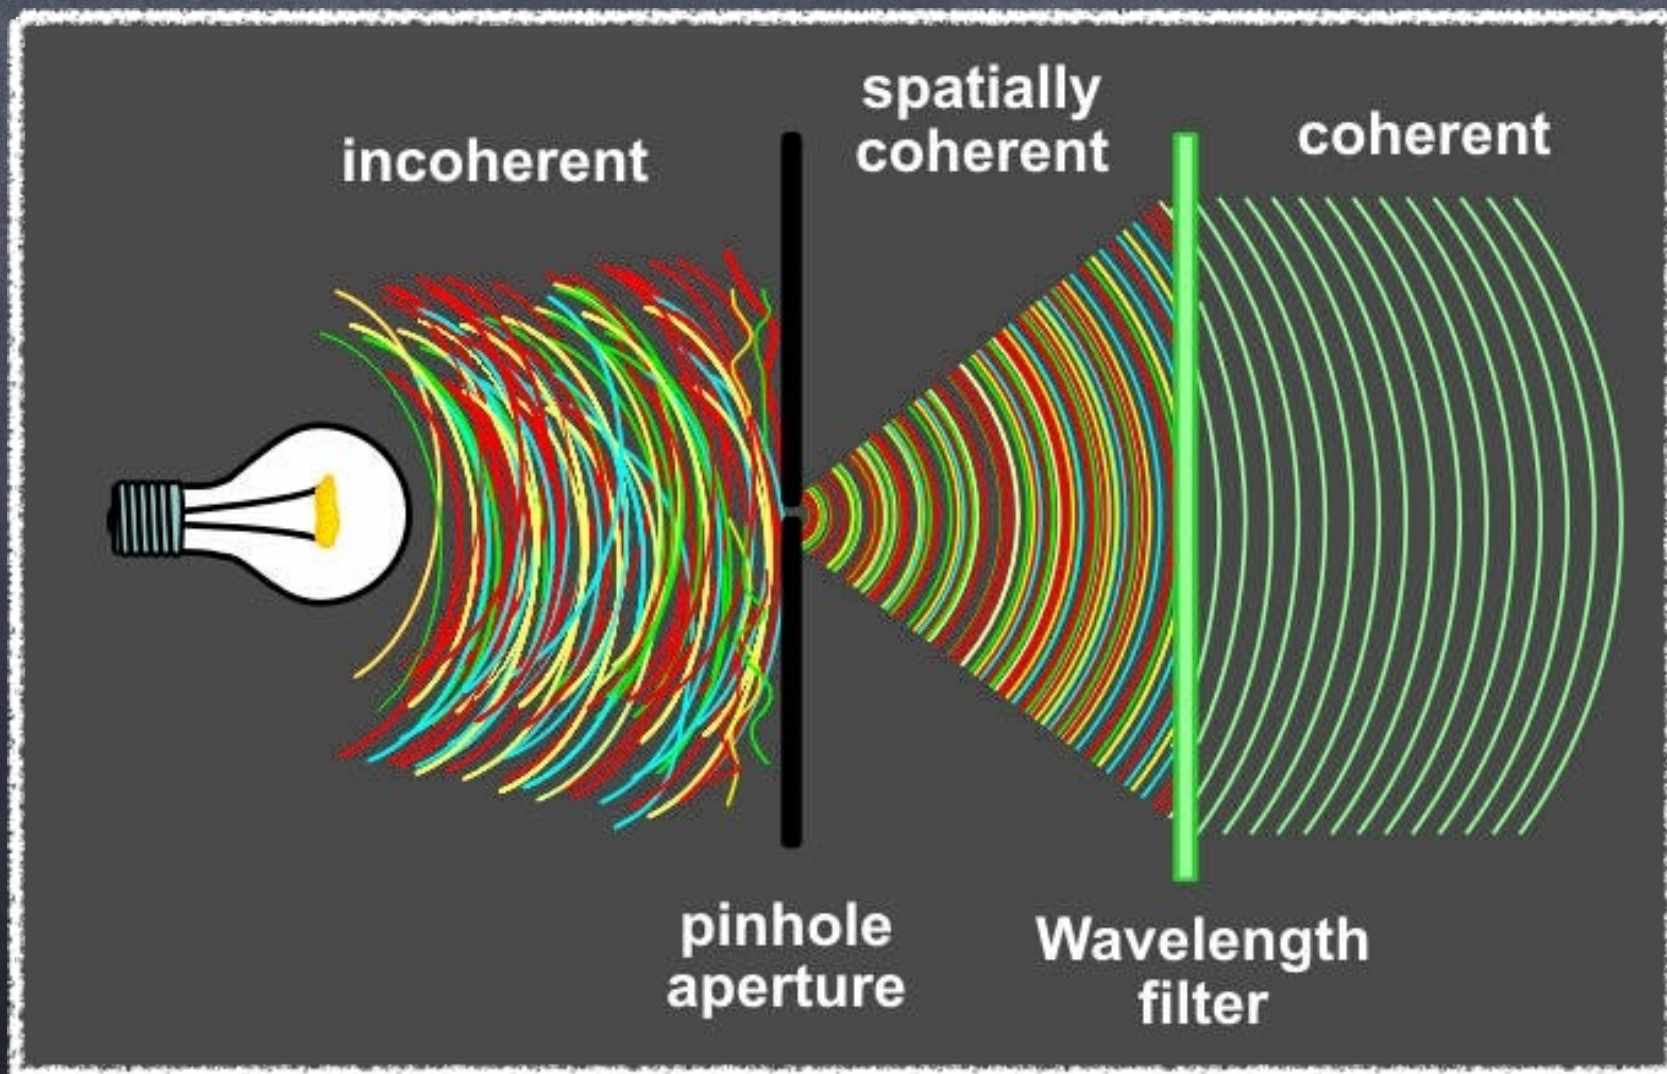 incoherent
spatially
coherent
coherent
pinhole
aperture
Wavelength
filter